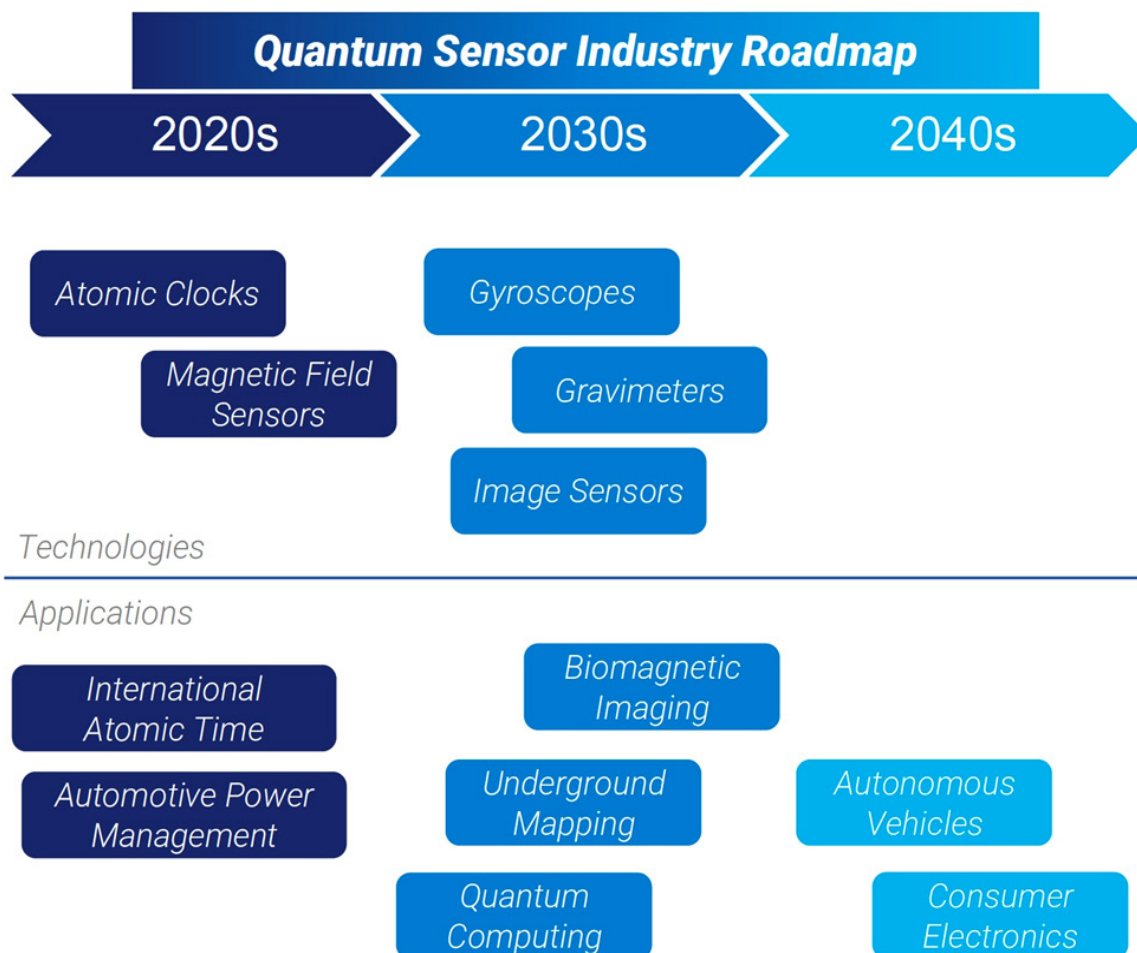 Quantum Sensor Industry Roadmap
2020s
2030s
2040s
Atomic Clocks
Gyroscopes
Magnetic Field
Sensors
Gravimeters
Image Sensors
Technologies
Applications
Biomagnetic
Imaging
International
Atomic Time
Automotive Power
Management
Underground
Mapping
Autonomous
Vehicles
Quantum
Computing
Consumer
Electronics